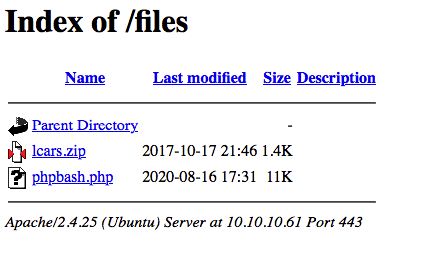 Index of /files
Name Last modified Size Description
Parent Directory -
lcars.zip 2017-10-17 21:46 1.4K
phpbash.php 2020-08-16 17:31 11K
Apache/2.4.25 (Ubuntu) Server at 10.10.10.61 Port 443